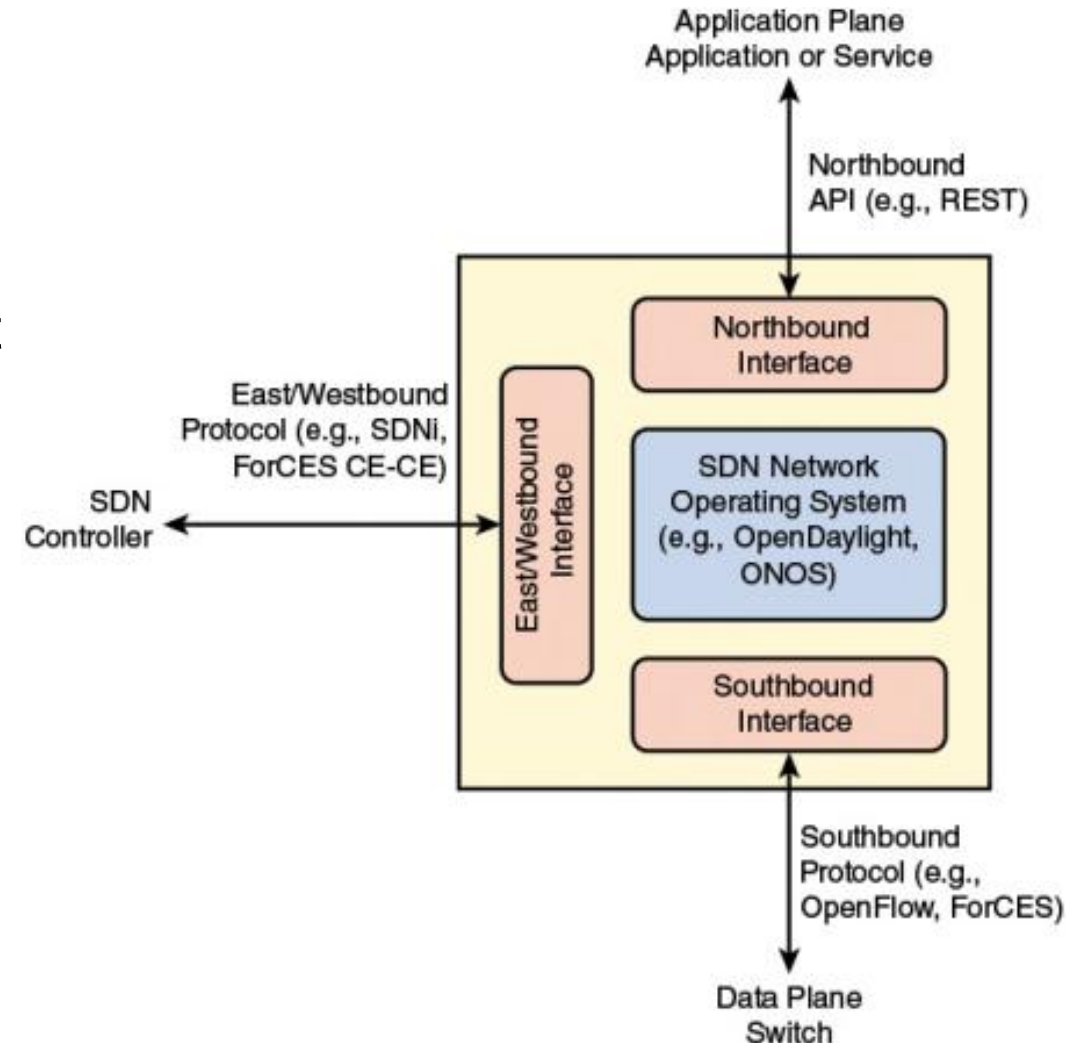 Application Plane
Application or Service
Northbound
API (e.g., REST)
Northbound
Interface
East/Westbound
Protocol (e.g., SDNi,
ForCES CE-CE)
SDN
Controller
East/Westbound
Interface
SDN Network
Operating System
(e.g., OpenDaylight,
ONOS)
Southbound
Interface
Southbound
Protocol (e.g.,
OpenFlow, ForCES)
Data Plane
Switch